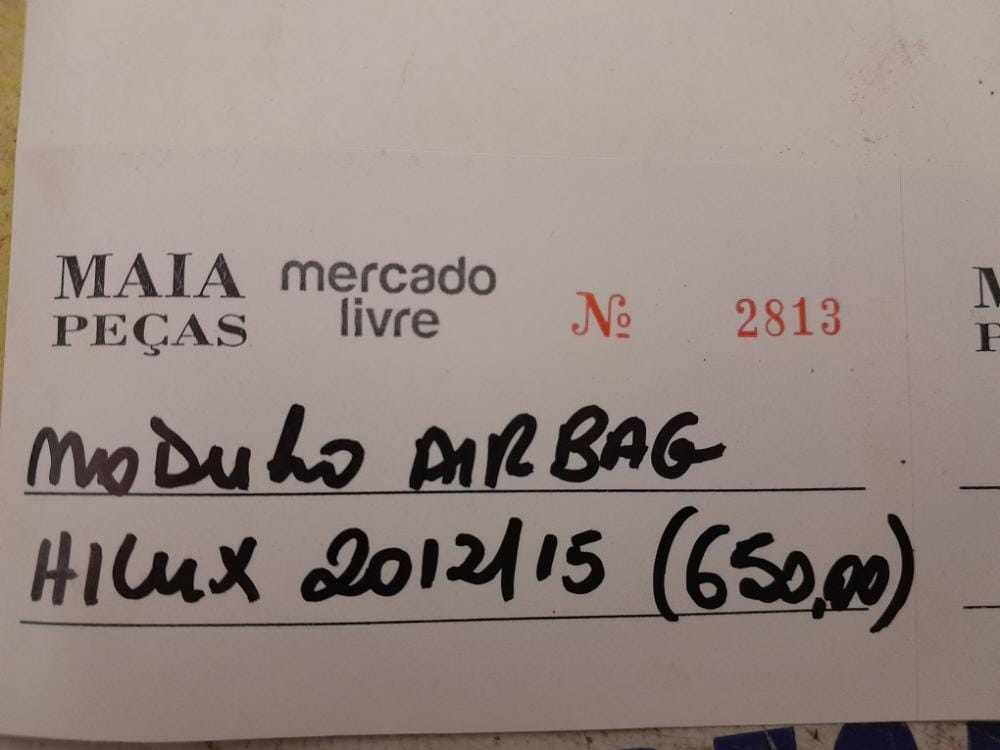 MAIA
PEÇAS
mercado
livre
Nº 2813
MODULO AIRBAG
HILUX 2012/15 (650,00)